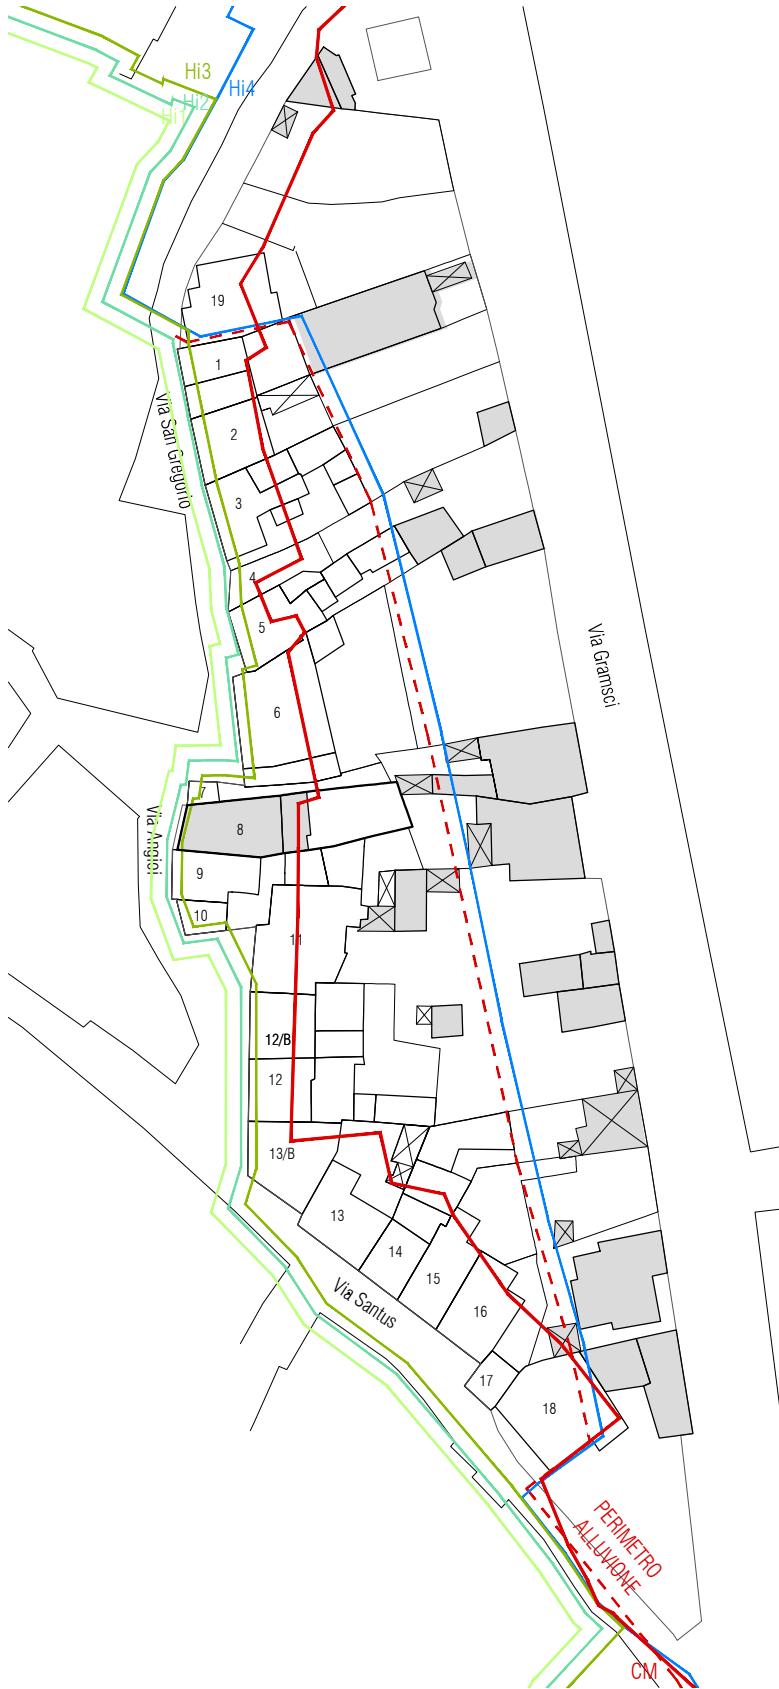 Hi3
Hi4
Hi2
Hi1
19
1
Via San Gregorio
2
3
4
5
Via Gramsci
6
7
Via Angioi
8
9
10
11
12/B
12
13/B
13
14
15
Via Santus
16
17
18
PERIMETRO
ALLUVIONE
CM